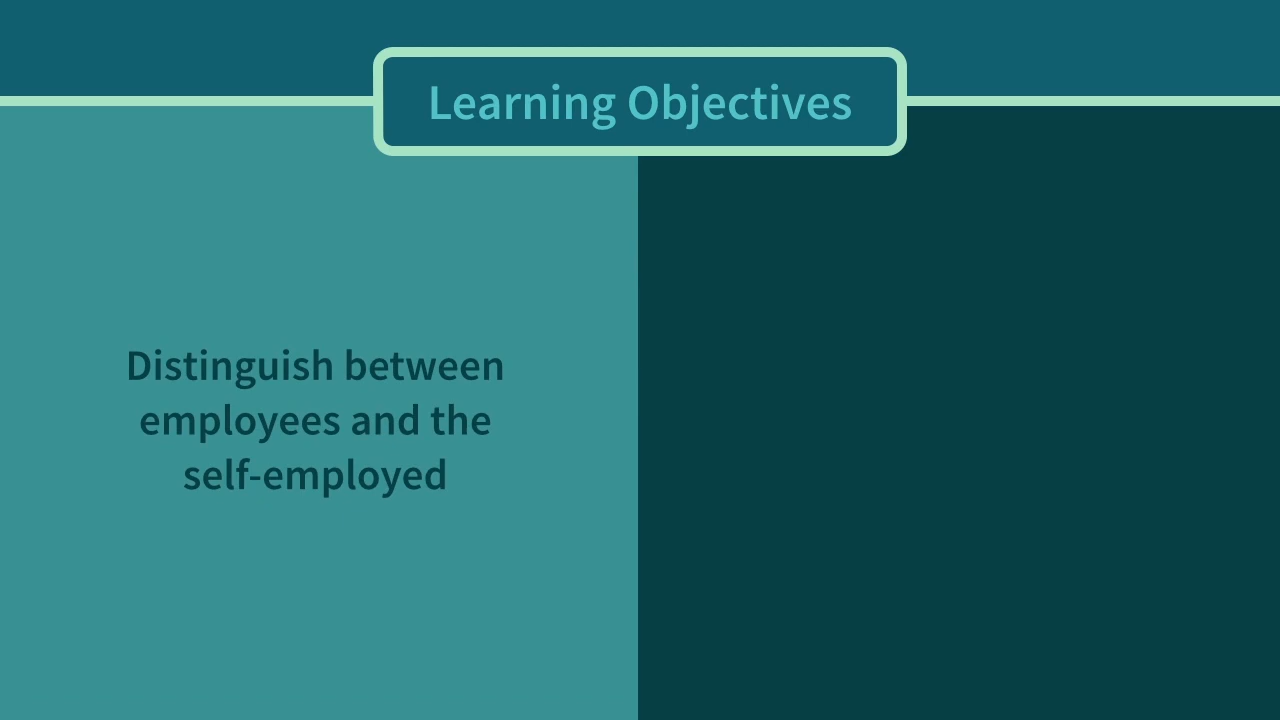 Learning Objectives
Distinguish between
employees and the
self-employed